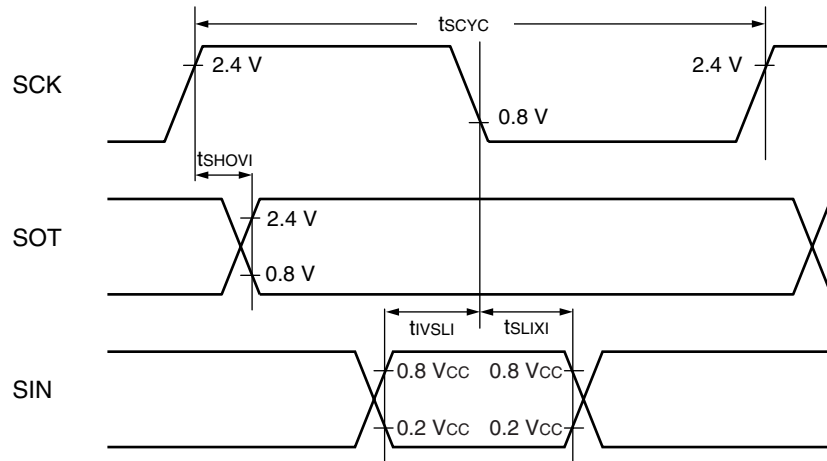 tSCYC
SCK
2.4 V
2.4 V
0.8 V
tSHOVI
SOT
2.4 V
0.8 V
tIVSLI
tSLIXI
SIN
0.8 VCC
0.8 VCC
0.2 VCC
0.2 VCC